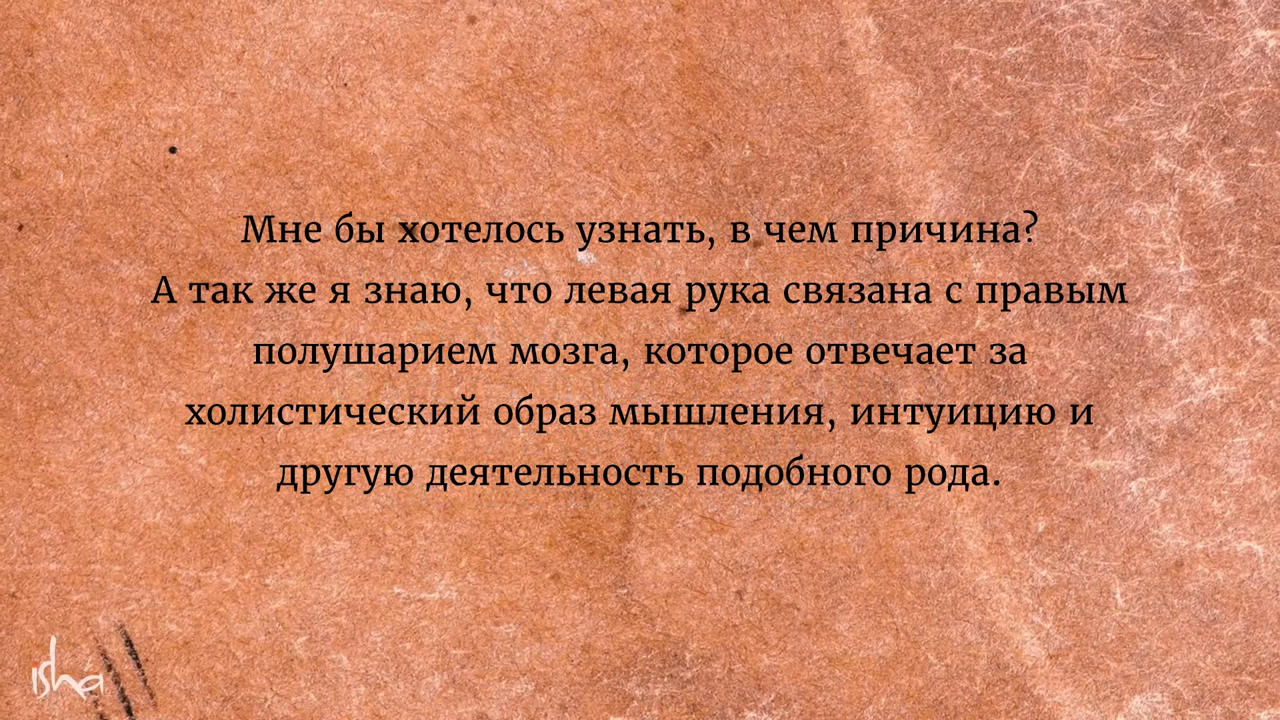 Мне бы хотелось узнать, в чем причина?
А так же я знаю, что левая рука связана с правым
полушарием мозга, которое отвечает за
холистический образ мышления, интуицию и
другую деятельность подобного рода.
isha